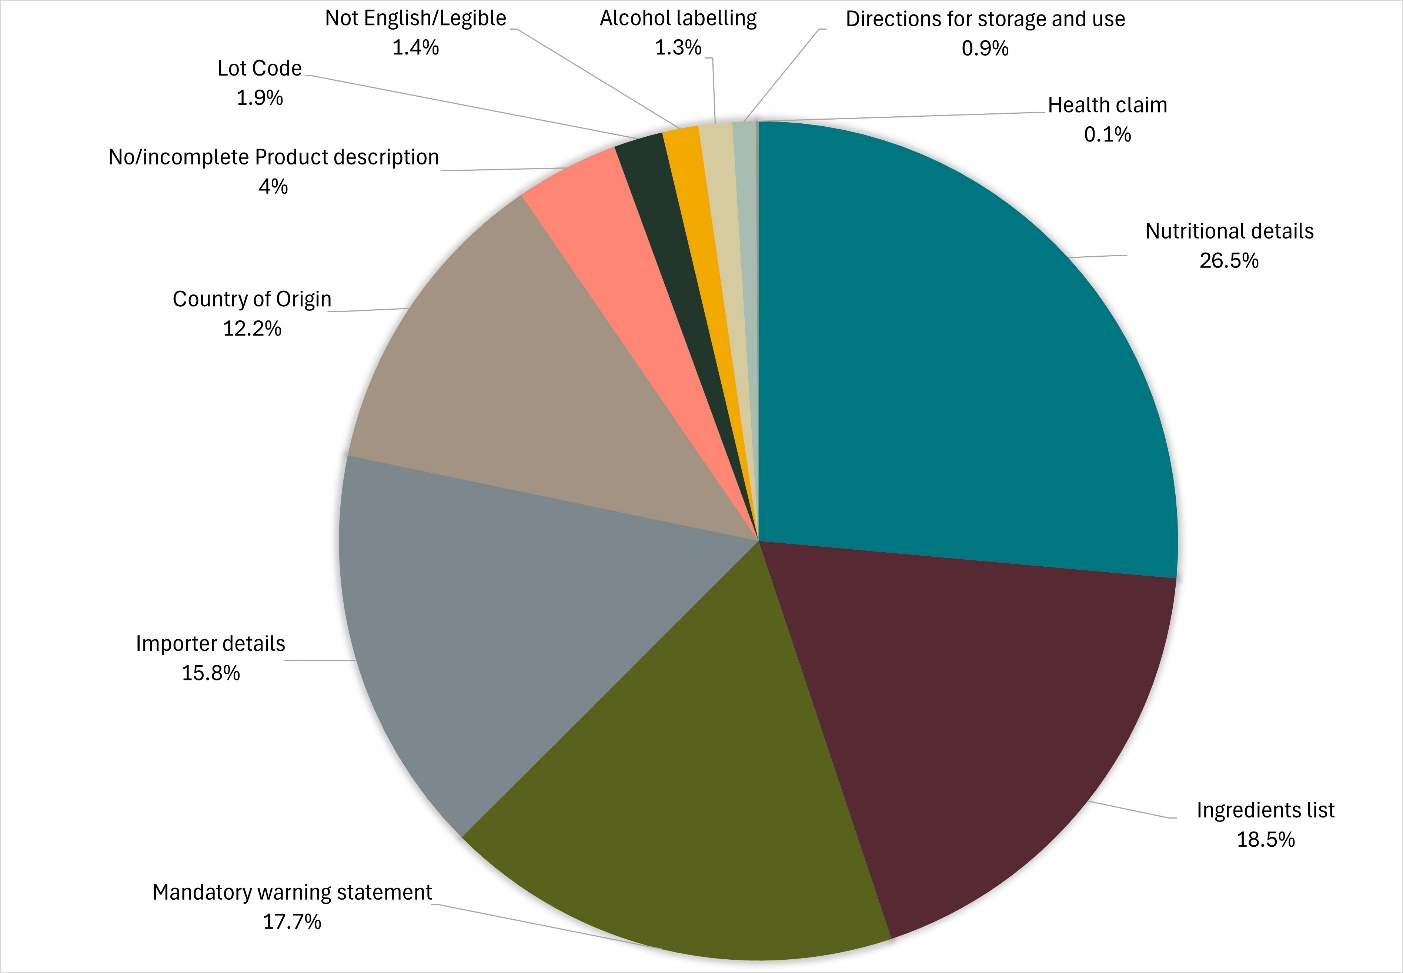 Not English/Legible
1.4%
Alcohol labelling
1.3%
Directions for storage and use
0.9%
Lot Code
1.9%
Health claim
0.1%
No/incomplete Product description
4%
Nutritional details
26.5%
Country of Origin
12.2%
Importer details
15.8%
Ingredients list
18.5%
Mandatory warning statement
17.7%